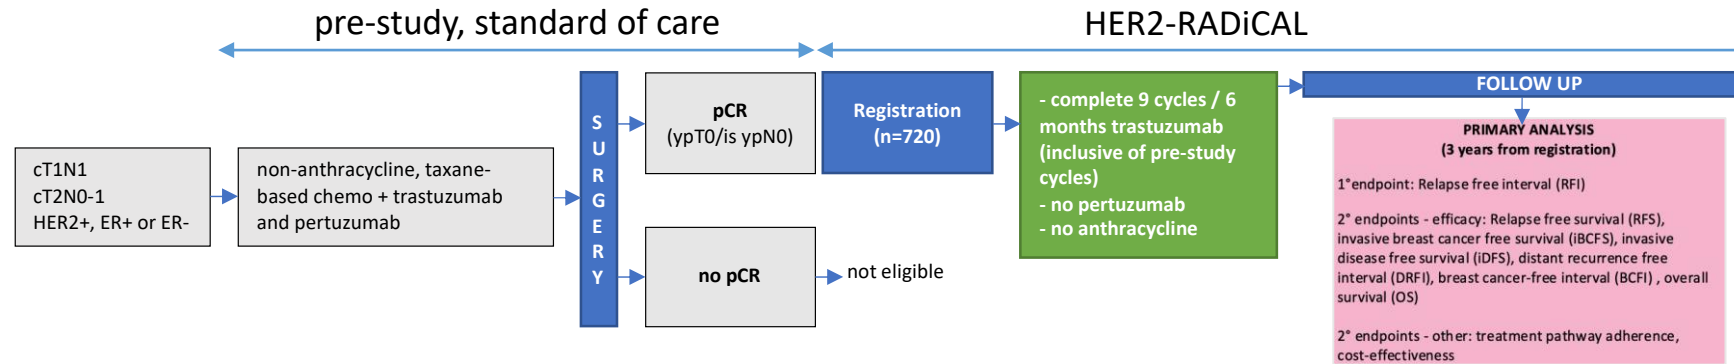 pre-study, standard of care
HER2-RADiCAL
cT1N1
cT2N0-1
HER2+, ER+ or ER-
non-anthracycline, taxane-
based chemo + trastuzumab
and pertuzumab
S
U
R
G
E
R
Y
pCR
(ypT0/is ypN0)
no pCR
not eligible
Registration
(n=720)
- complete 9 cycles / 6
months trastuzumab
(inclusive of pre-study
cycles)
- no pertuzumab
- no anthracycline
FOLLOW UP
PRIMARY ANALYSIS
(3 years from registration)
1°endpoint: Relapse free interval (RFI)
2° endpoints - efficacy: Relapse free survival (RFS),
invasive breast cancer free survival (iBCFS), invasive
disease free survival (iDFS), distant recurrence free
interval (DRFI), breast cancer-free interval (BCFI) , overall
survival (OS)
2° endpoints - other: treatment pathway adherence,
cost-effectiveness